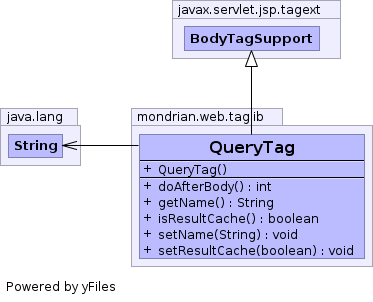 javax.servlet.jsp.tagext
BodyTagSupport
java.lang
String
mondrian.web.taglib
QueryTag
+ QueryTag()
+ doAfterBody() : int
+ getName() : String
+ isResultCache() : boolean
+ setName(String) : void
+ setResultCache(boolean) : void
Powered by yFiles